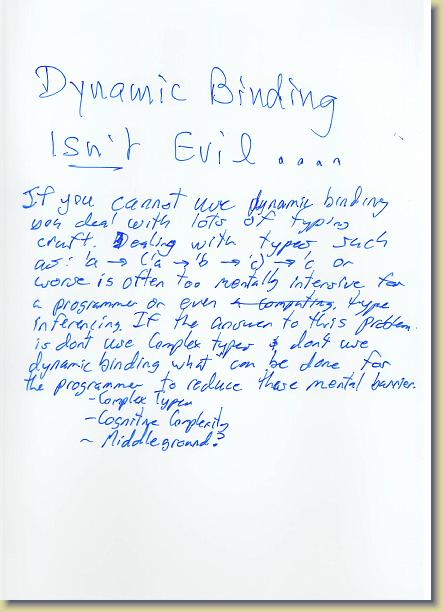 Dynamic Binding
Isn't Evil ....
If you cannot use dynamic binding
you deal with lots of typing
cruft. Dealing with types such
as: 'a → ('a → 'b → 'c) → 'c or
worse is often too mentally intensive for
a programmer or even a computing. type
inferencing. If the answer to this problem
is dont use Complex types & dont use
dynamic binding what can be done for
the programmer to reduce these mental barrier.
-Complex Types
-Cognitive Complexity
~ Middleground?